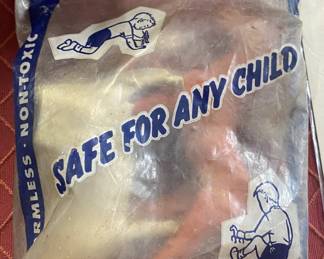 RMLESS · NON-TOXIC
SAFE FOR ANY CHILD